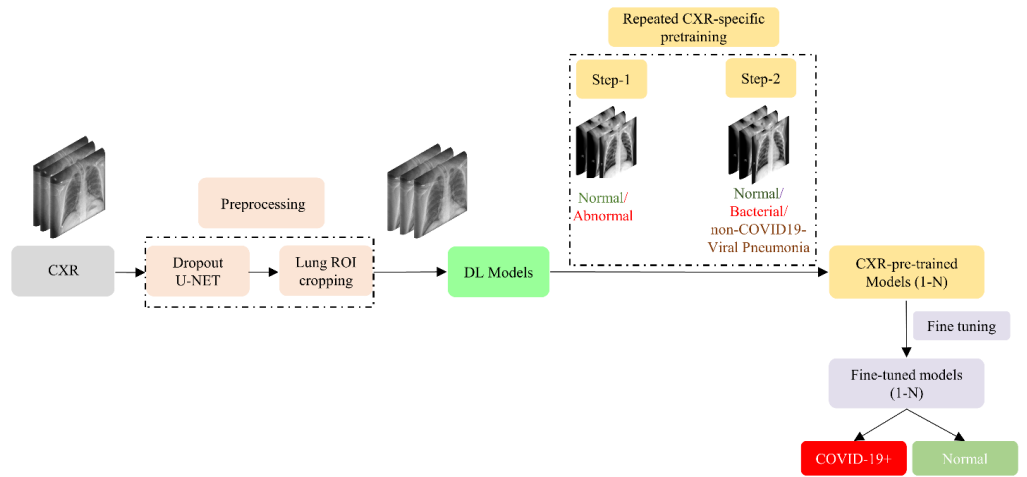 Repeated CXR-specific
pretraining
Step-1
Step-2
Normal/
Abnormal
Normal/
Bacterial/
non-COVID19-
Viral Pneumonia
Preprocessing
CXR
Dropout
U-NET
Lung ROI
cropping
DL Models
CXR-pre-trained
Models (1-N)
Fine tuning
Fine-tuned models
(1-N)
COVID-19+
Normal